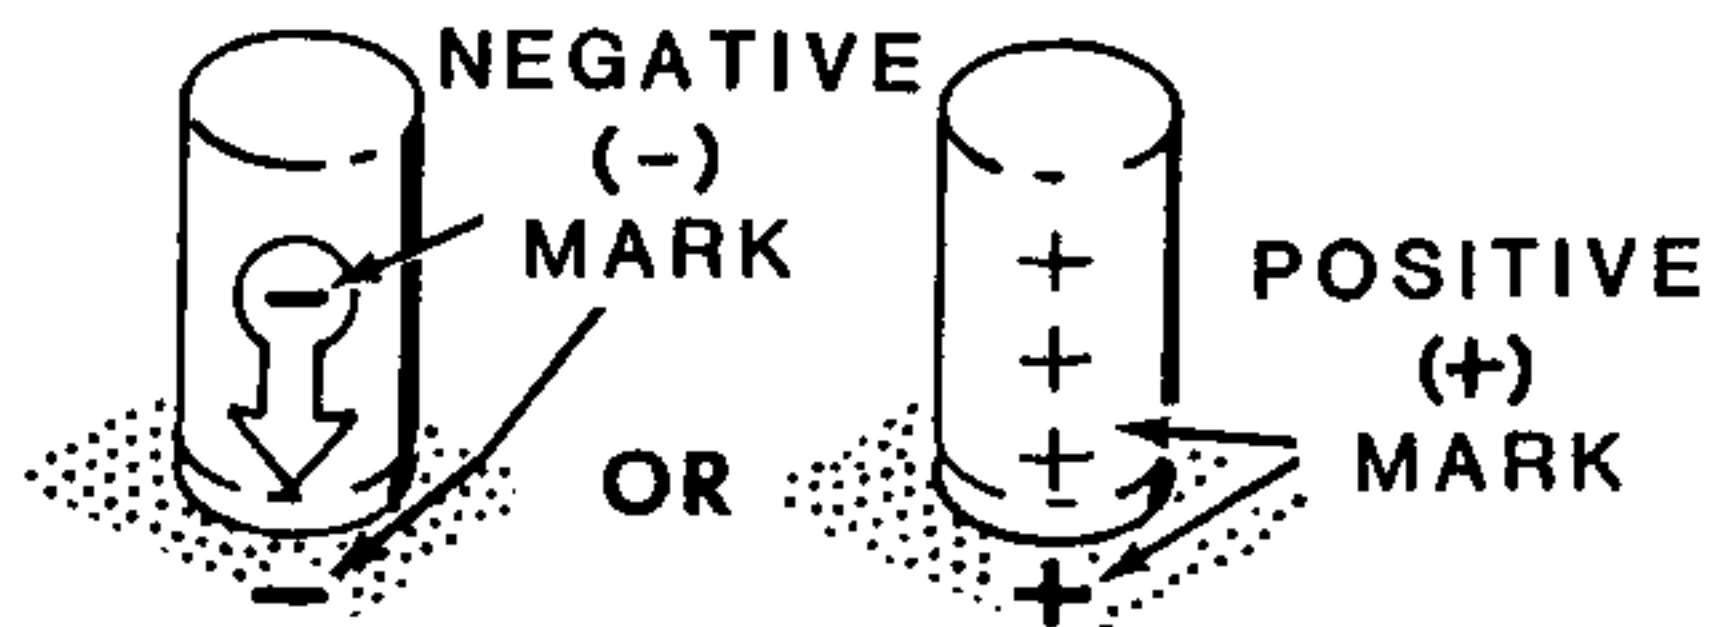 NEGATIVE
(-)
MARK
OR
POSITIVE
(+)
MARK
-
-
+
+
+
+